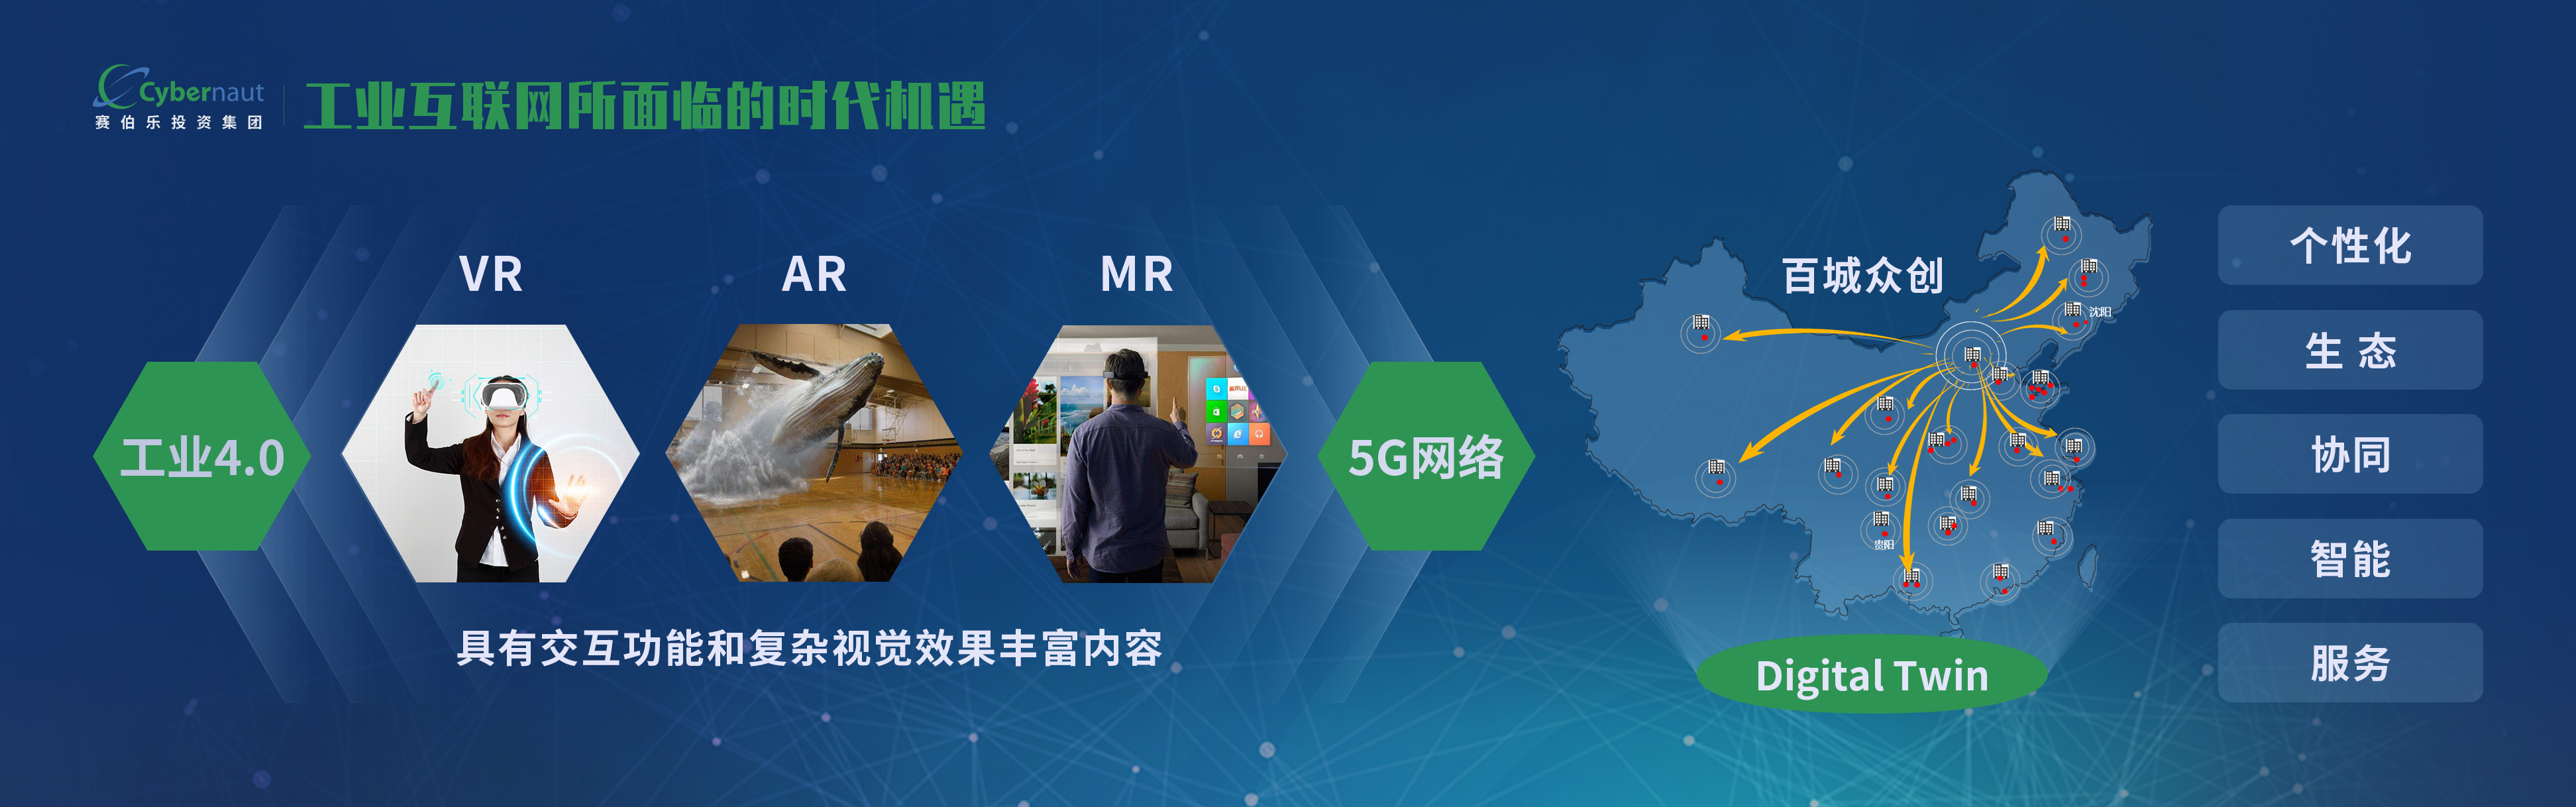 Cybernaut
赛伯乐投资集团
工业互联网所面临的时代机遇
VR
AR
MR
工业4.0
5G网络
具有交互功能和复杂视觉效果丰富内容
百城众创
沈阳
贵阳
Digital Twin
个性化
生 态
协同
智能
服务